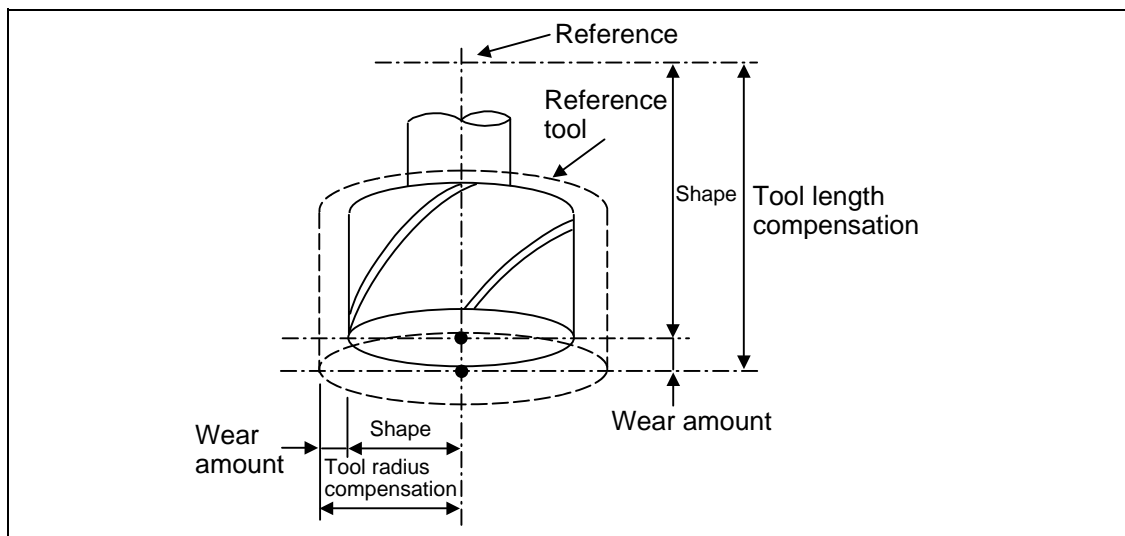 Reference
Reference
tool
Shape
Tool length
compensation
Wear amount
Wear
amount
Shape
Tool radius
compensation